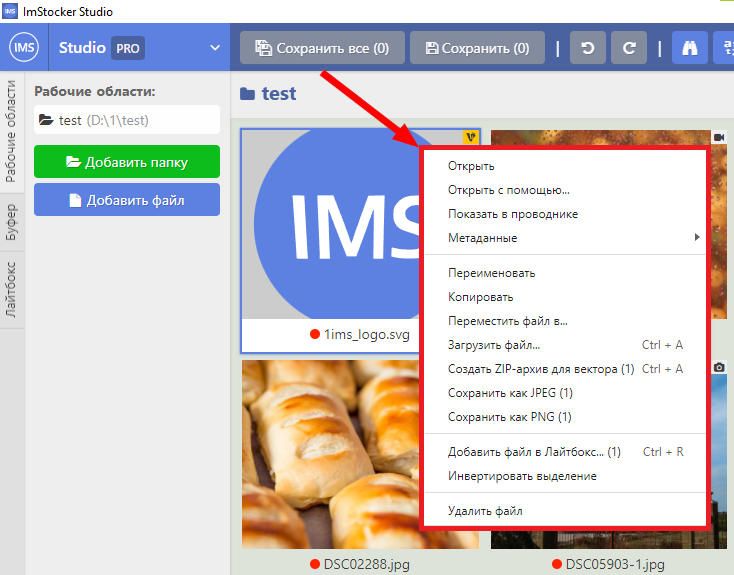 IMS
ImStocker Studio
IMS
Studio PRO
Сохранить все (0)
Сохранить (0)
Рабочие области
Буфер
Лайтбокс
Рабочие области:
test (D:\1\test)
Добавить папку
Добавить файл
test
IMS
1ims_logo.svg
DSC02288.jpg
DSC05903-1.jpg
Открыть
Открыть с помощью...
Показать в проводнике
Метаданные
Переименовать
Копировать
Переместить файл в...
Загрузить файл... Ctrl + A
Создать ZIP-архив для вектора (1) Ctrl + A
Сохранить как JPEG (1)
Сохранить как PNG (1)
Добавить файл в Лайтбокс... (1) Ctrl + R
Инвертировать выделение
Удалить файл